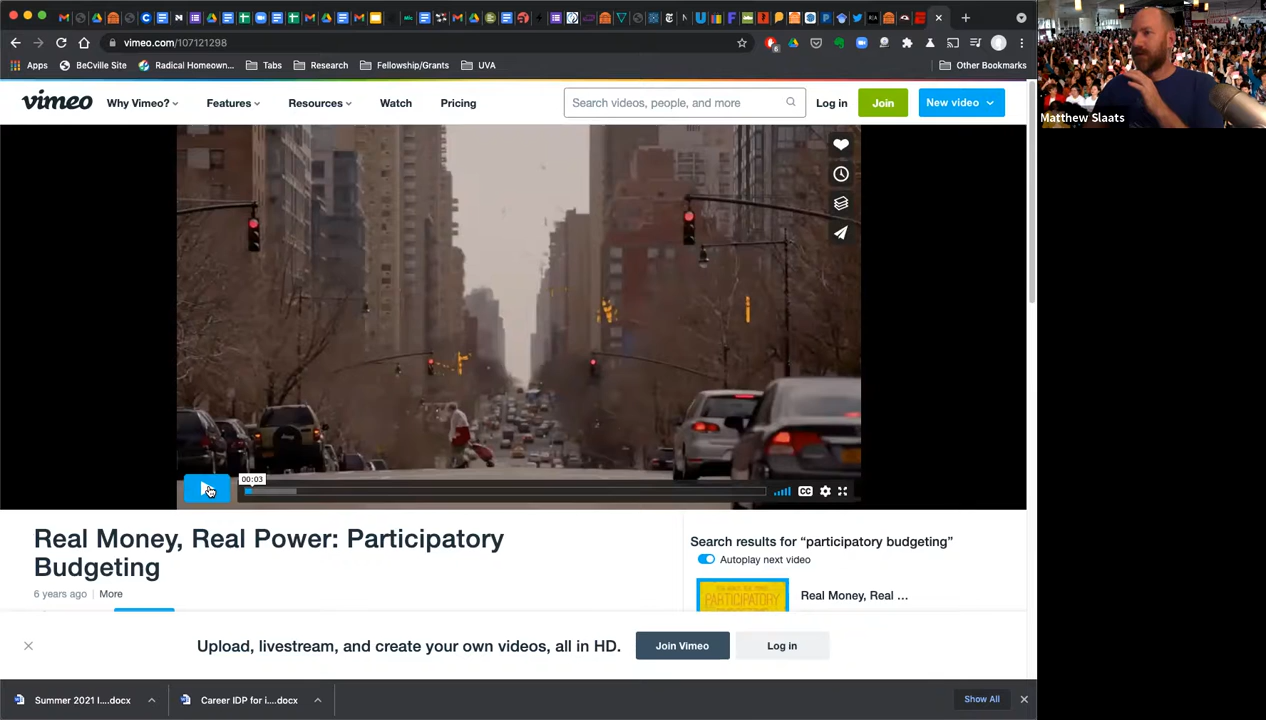 vimeo.com/107121298
6
Apps
BeCVille Site
Radical Homeown...
Tabs
Research
Fellowship/Grants
UVA
Other Bookmarks
Matthew Slaats
vimeo
Why Vimeo?
Features
Resources
Watch
Pricing
Search videos, people, and more
Log in
Join
New video
00:03
CC
Real Money, Real Power: Participatory
Budgeting
6 years ago
More
Search results for “participatory budgeting”
Autoplay next video
PARTICIPATORY
Real Money, Real ...
Upload, livestream, and create your own videos, all in HD.
Join Vimeo
Log in
Summer 2021 I....docx
Career IDP for i....docx
Show All